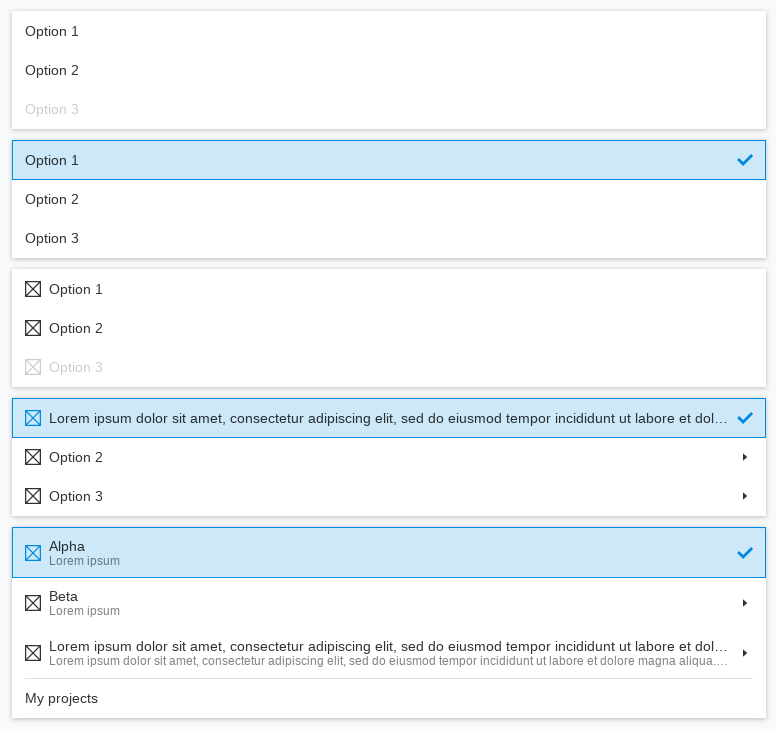 Option 1
Option 2
Option 3
Option 1
Option 2
Option 3
Option 1
Option 2
Option 3
Lorem ipsum dolor sit amet, consectetur adipiscing elit, sed do eiusmod tempor incididunt ut labore et dol…
Option 2
Option 3
Alpha
Lorem ipsum
Beta
Lorem ipsum
Lorem ipsum dolor sit amet, consectetur adipiscing elit, sed do eiusmod tempor incididunt ut labore et dol…
Lorem ipsum dolor sit amet, consectetur adipiscing elit, sed do eiusmod tempor incididunt ut labore et dolore magna aliqua.…
My projects